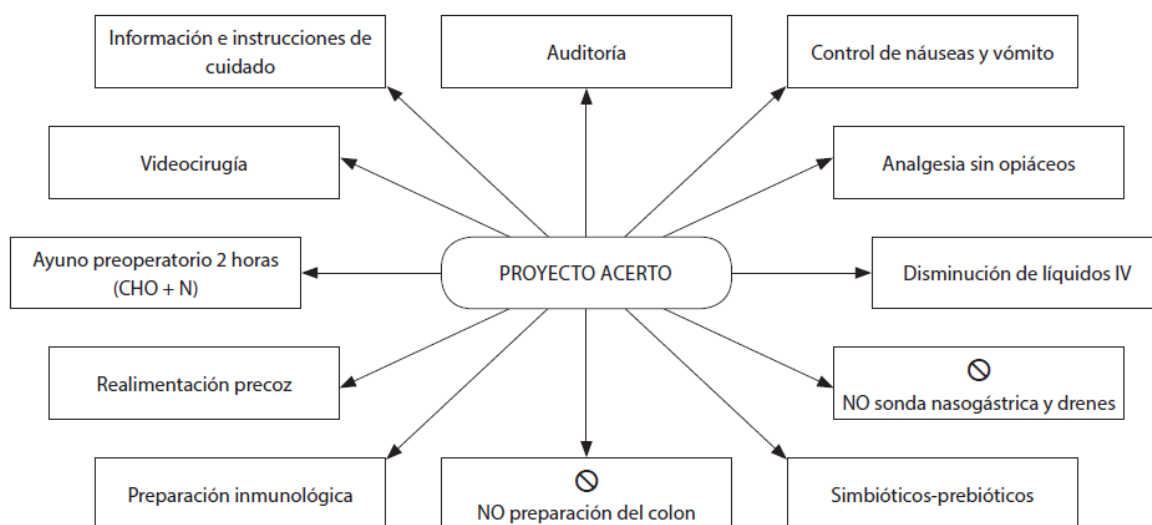 Información e instrucciones de
cuidado
Auditoría
Control de náuseas y vómito
Videocirugía
Analgesia sin opiáceos
Ayuno preoperatorio 2 horas
(CHO + N)
PROYECTO ACERTO
Disminución de líquidos IV
Realimentación precoz
NO sonda nasogástrica y drenes
Preparación inmunológica
NO preparación del colon
Simbióticos-prebióticos